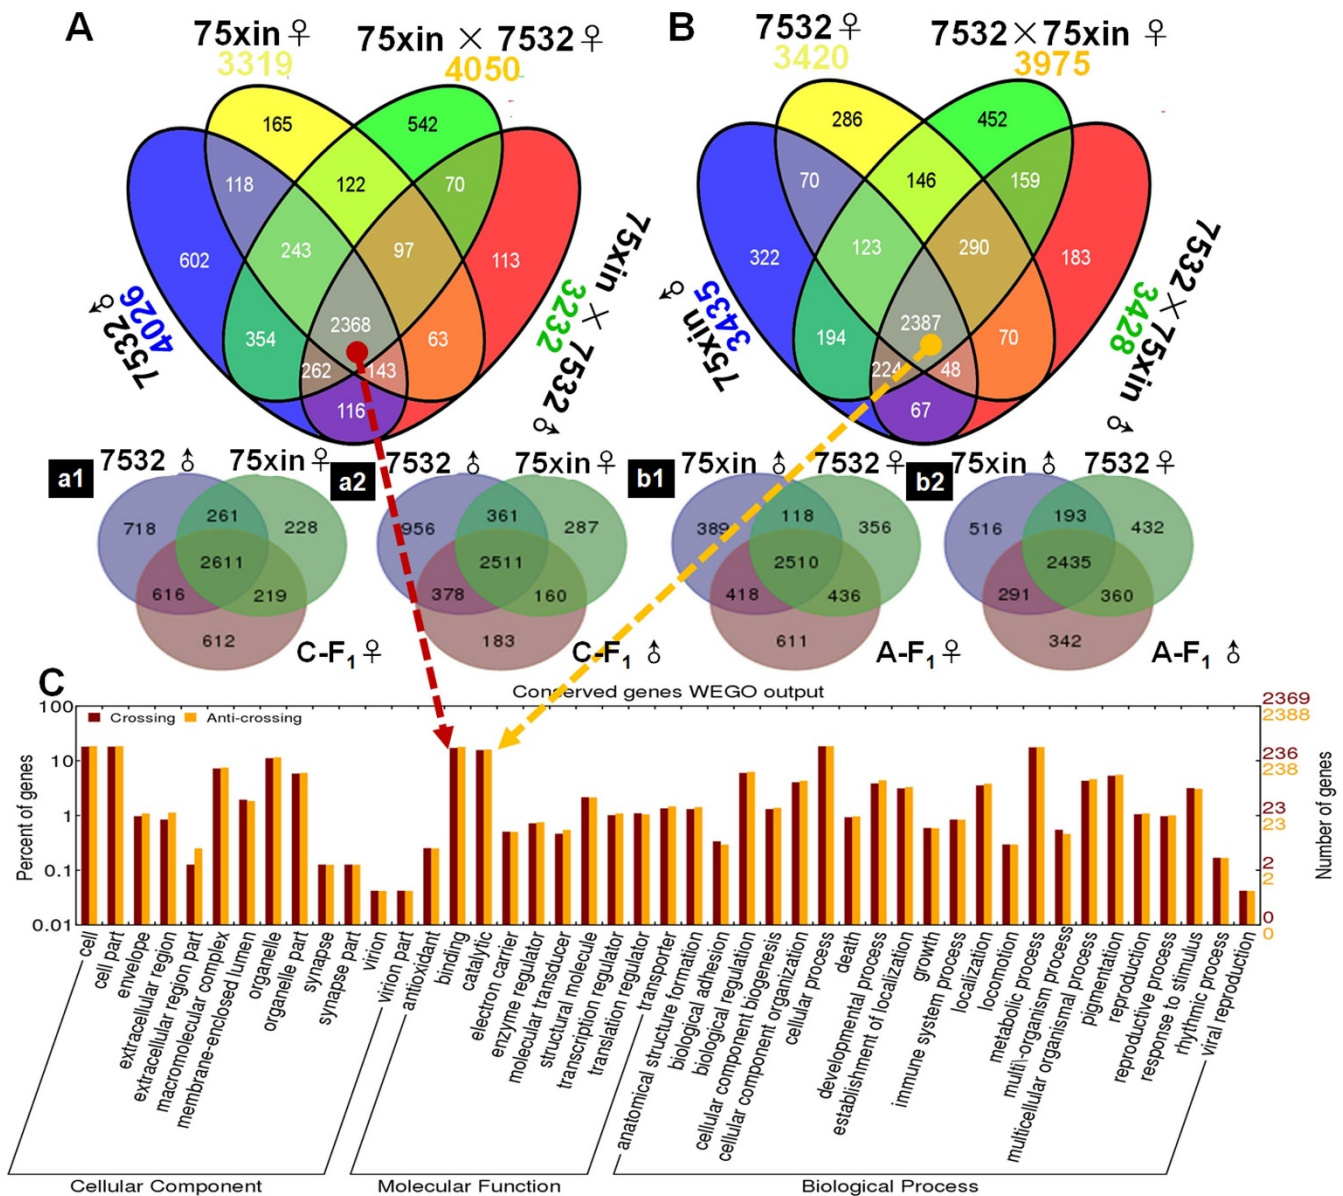 A
75xin ♀
3319
75xin × 7532 ♀
4050
7532 ♂
4026
75xin × 7532 ♂
3232
165
542
118
122
70
602
243
97
113
354
2368
63
262
143
116
B
7532 ♀
3420
7532×75xin ♀
3975
75xin ♂
3435
7532×75xin ♂
3428
286
452
70
146
159
322
123
290
183
194
2387
70
224
48
67
a1
7532 ♂
75xin ♀
718
261
228
2611
616
219
612
C-F₁ ♀
a2
7532 ♂
75xin ♀
956
361
287
2511
378
160
183
C-F₁ ♂
b1
75xin ♂
7532 ♀
389
118
356
2510
418
436
611
A-F₁ ♀
b2
75xin ♂
7532 ♀
516
193
432
2435
291
360
342
A-F₁ ♂
C
Conserved genes WEGO output
Crossing
Anti-crossing
Percent of genes
100
10
1
0.1
0.01
2369
2388
236
238
23
23
2
2
0
0
Number of genes
cell
cell part
envelope
extracellular region
extracellular region part
macromolecular complex
membrane-enclosed lumen
organelle
organelle part
synapse
synapse part
virion
virion part
antioxidant
binding
catalytic
electron carrier
enzyme regulator
molecular transducer
structural molecule
transcription regulator
translation regulator
transporter
anatomical structure formation
biological adhesion
biological regulation
cellular component biogenesis
cellular component organization
cellular process
death
developmental process
establishment of localization
growth
immune system process
localization
locomotion
metabolic process
multi\-organism process
multicellular organismal process
pigmentation
reproduction
reproductive process
response to stimulus
rhythmic process
viral reproduction
Cellular Component
Molecular Function
Biological Process